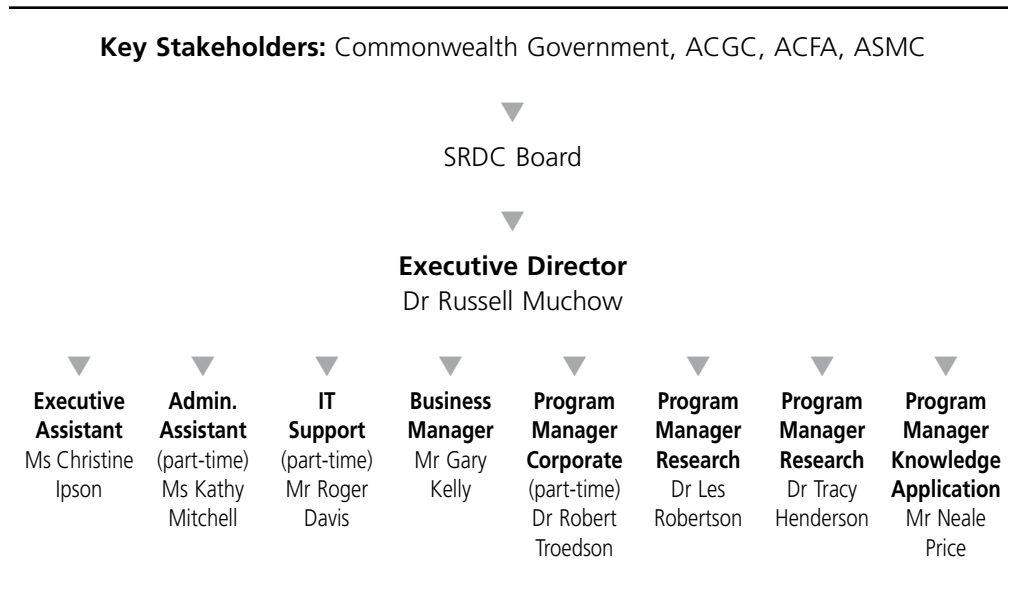 Key Stakeholders: Commonwealth Government, ACGC, ACFA, ASMC
SRDC Board
Executive Director
Dr Russell Muchow
Executive
Assistant
Ms Christine
Ipson
Admin.
Assistant
(part-time)
Ms Kathy
Mitchell
IT
Support
(part-time)
Mr Roger
Davis
Business
Manager
Mr Gary
Kelly
Program
Manager
Corporate
(part-time)
Dr Robert
Troedson
Program
Manager
Research
Dr Les
Robertson
Program
Manager
Research
Dr Tracy
Henderson
Program
Manager
Knowledge
Application
Mr Neale
Price